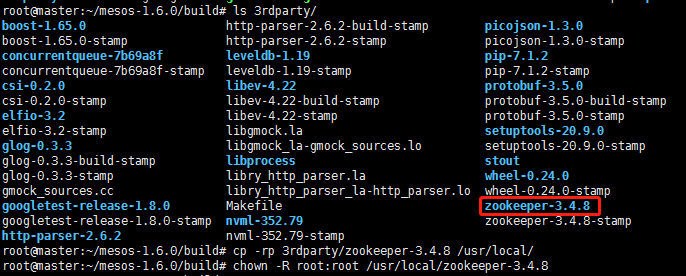 root@master:~/mesos-1.6.0/build# ls 3rdparty/
boost-1.65.0 http-parser-2.6.2-build-stamp picojson-1.3.0
boost-1.65.0-stamp http-parser-2.6.2-stamp picojson-1.3.0-stamp
concurrentqueue-7b69a8f leveldb-1.19 pip-7.1.2
concurrentqueue-7b69a8f-stamp leveldb-1.19-stamp pip-7.1.2-stamp
csi-0.2.0 libev-4.22 protobuf-3.5.0
csi-0.2.0-stamp libev-4.22-build-stamp protobuf-3.5.0-build-stamp
elfio-3.2 libev-4.22-stamp protobuf-3.5.0-stamp
elfio-3.2-stamp libgmock.la setuptools-20.9.0
glog-0.3.3 libgmock_la-gmock_sources.lo setuptools-20.9.0-stamp
glog-0.3.3-build-stamp libprocess stout
glog-0.3.3-stamp libry_http_parser.la wheel-0.24.0
gmock_sources.cc libry_http_parser_la-http_parser.lo wheel-0.24.0-stamp
googletest-release-1.8.0 Makefile zookeeper-3.4.8
googletest-release-1.8.0-stamp nvml-352.79 zookeeper-3.4.8-stamp
http-parser-2.6.2 nvml-352.79-stamp
root@master:~/mesos-1.6.0/build# cp -rp 3rdparty/zookeeper-3.4.8 /usr/local/
root@master:~/mesos-1.6.0/build# chown -R root:root /usr/local/zookeeper-3.4.8